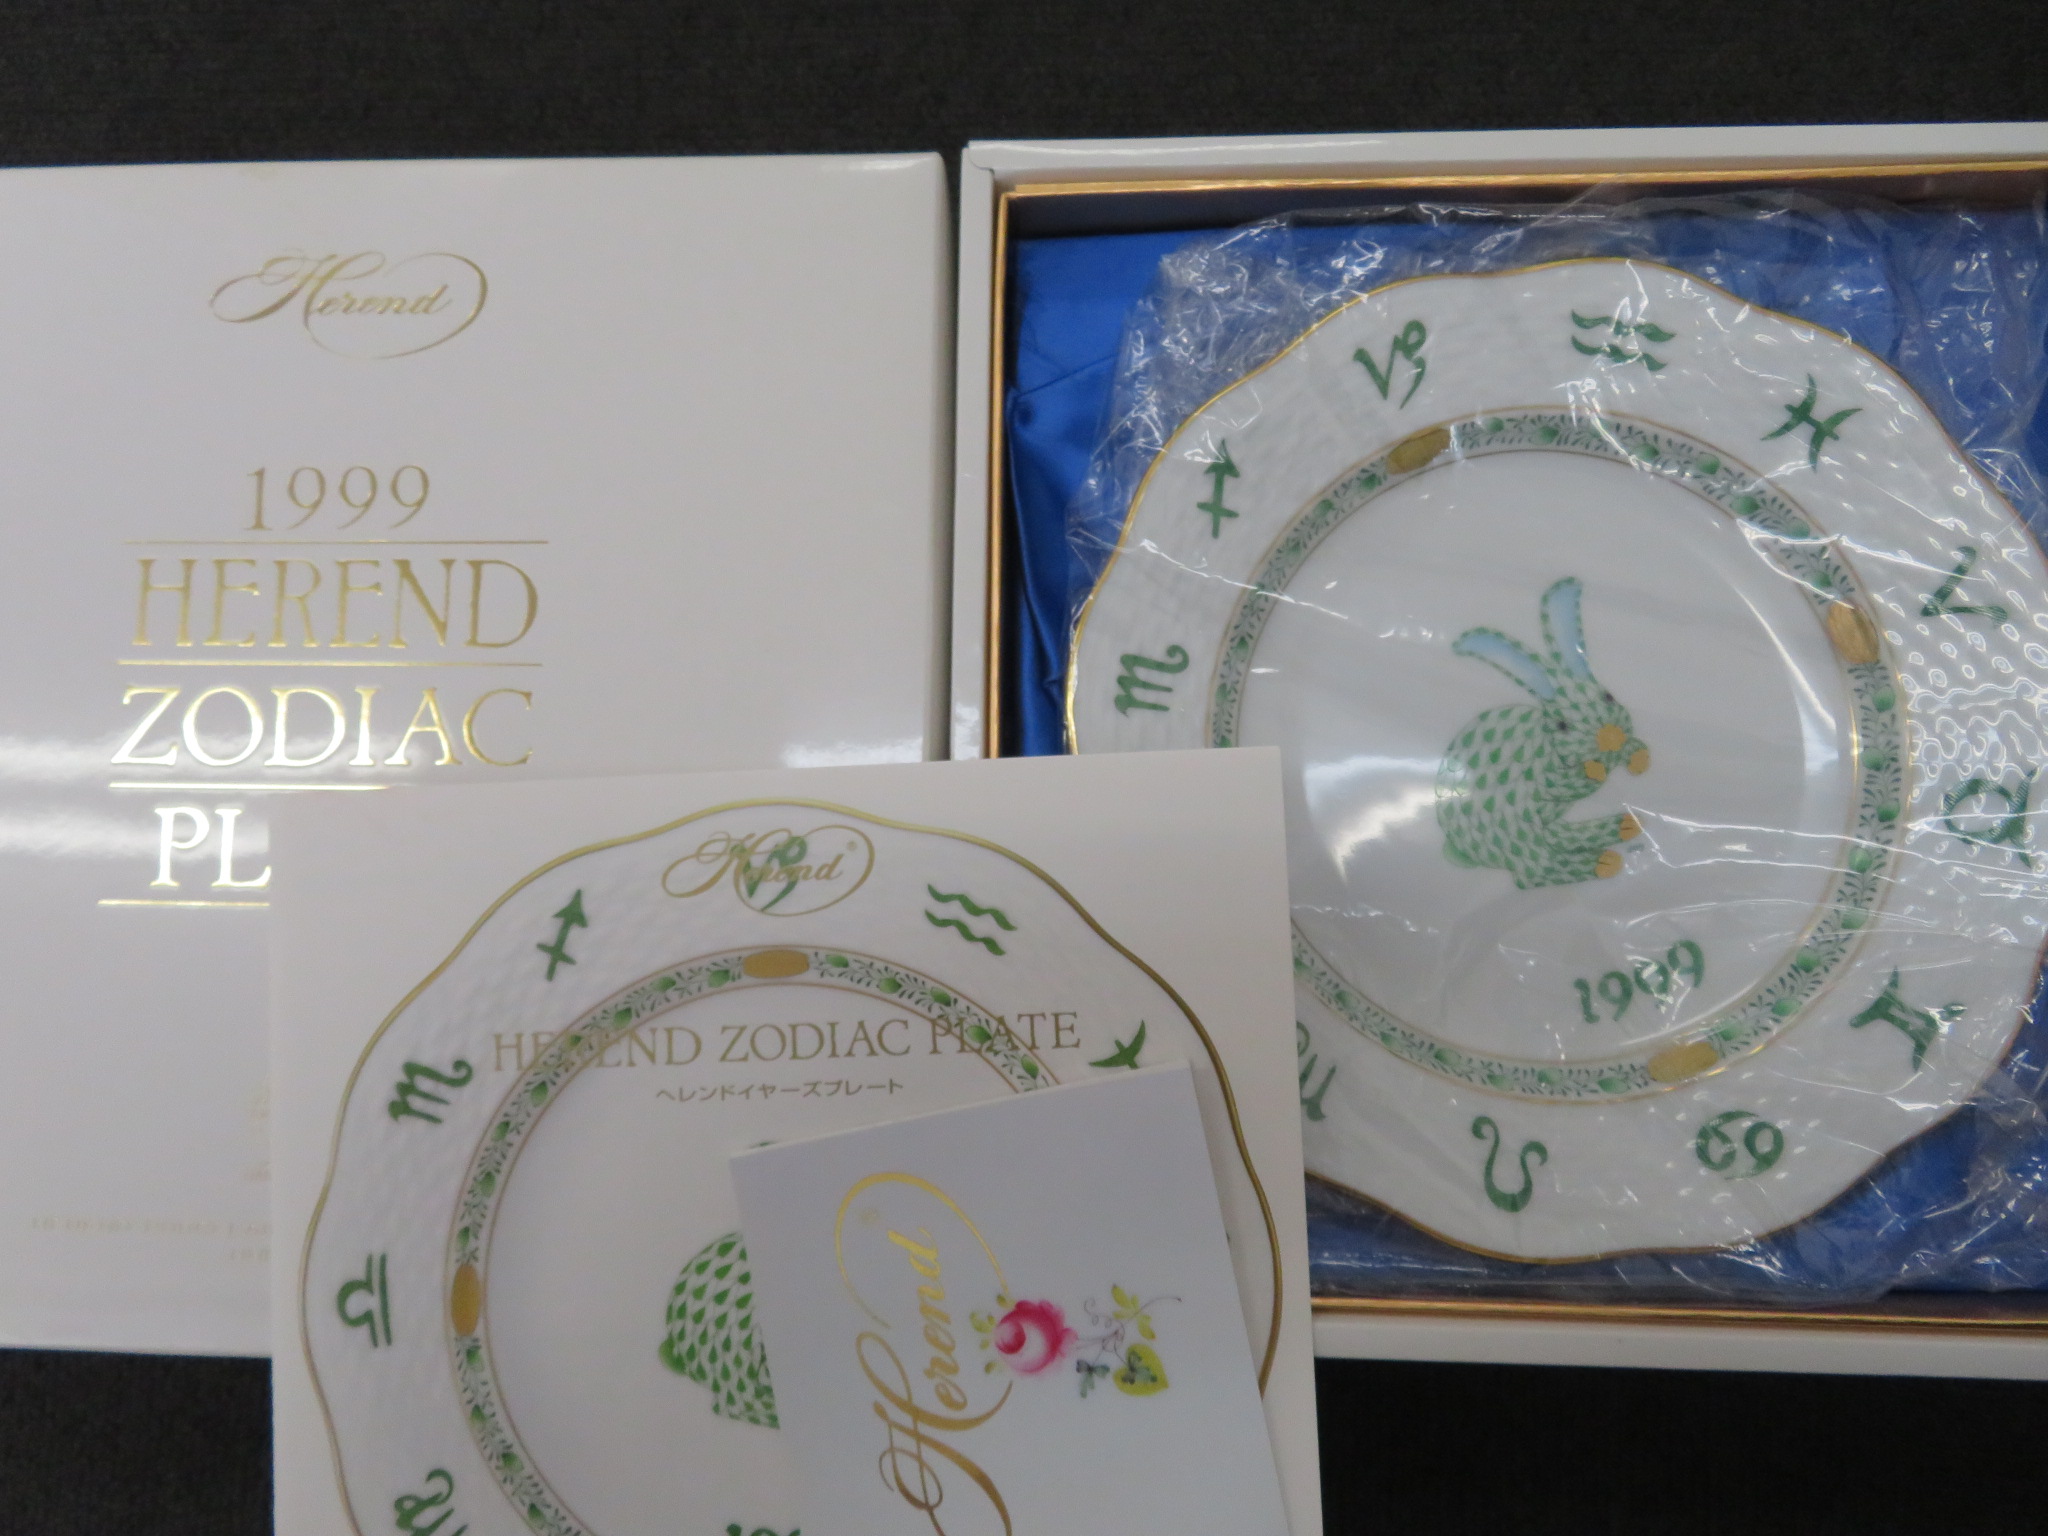 Herend
1999
HEREND
ZODIAC
PL
Herend®
HEREND ZODIAC PLATE
ヘレンドイヤーズプレート
Herend®
1999